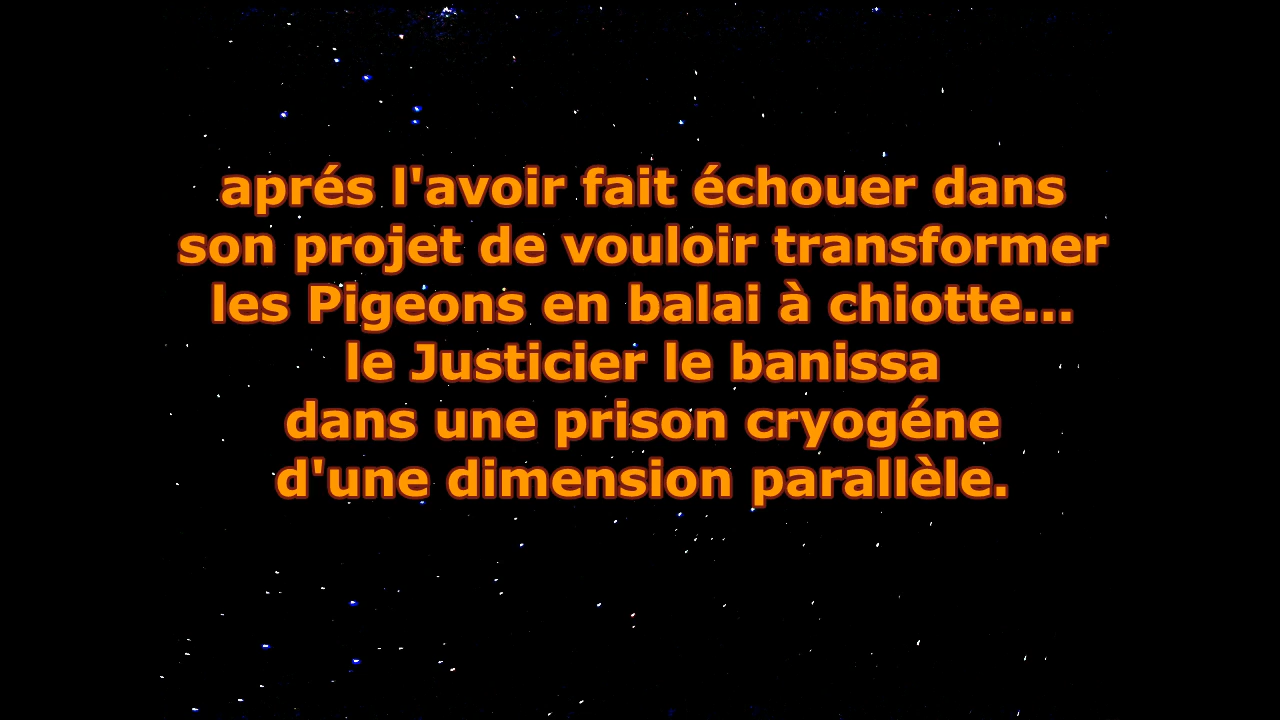 aprés l'avoir fait échouer dans
son projet de vouloir transformer
les Pigeons en balai à chiotte...
le Justicier le banissa
dans une prison cryogéne
d'une dimension parallèle.